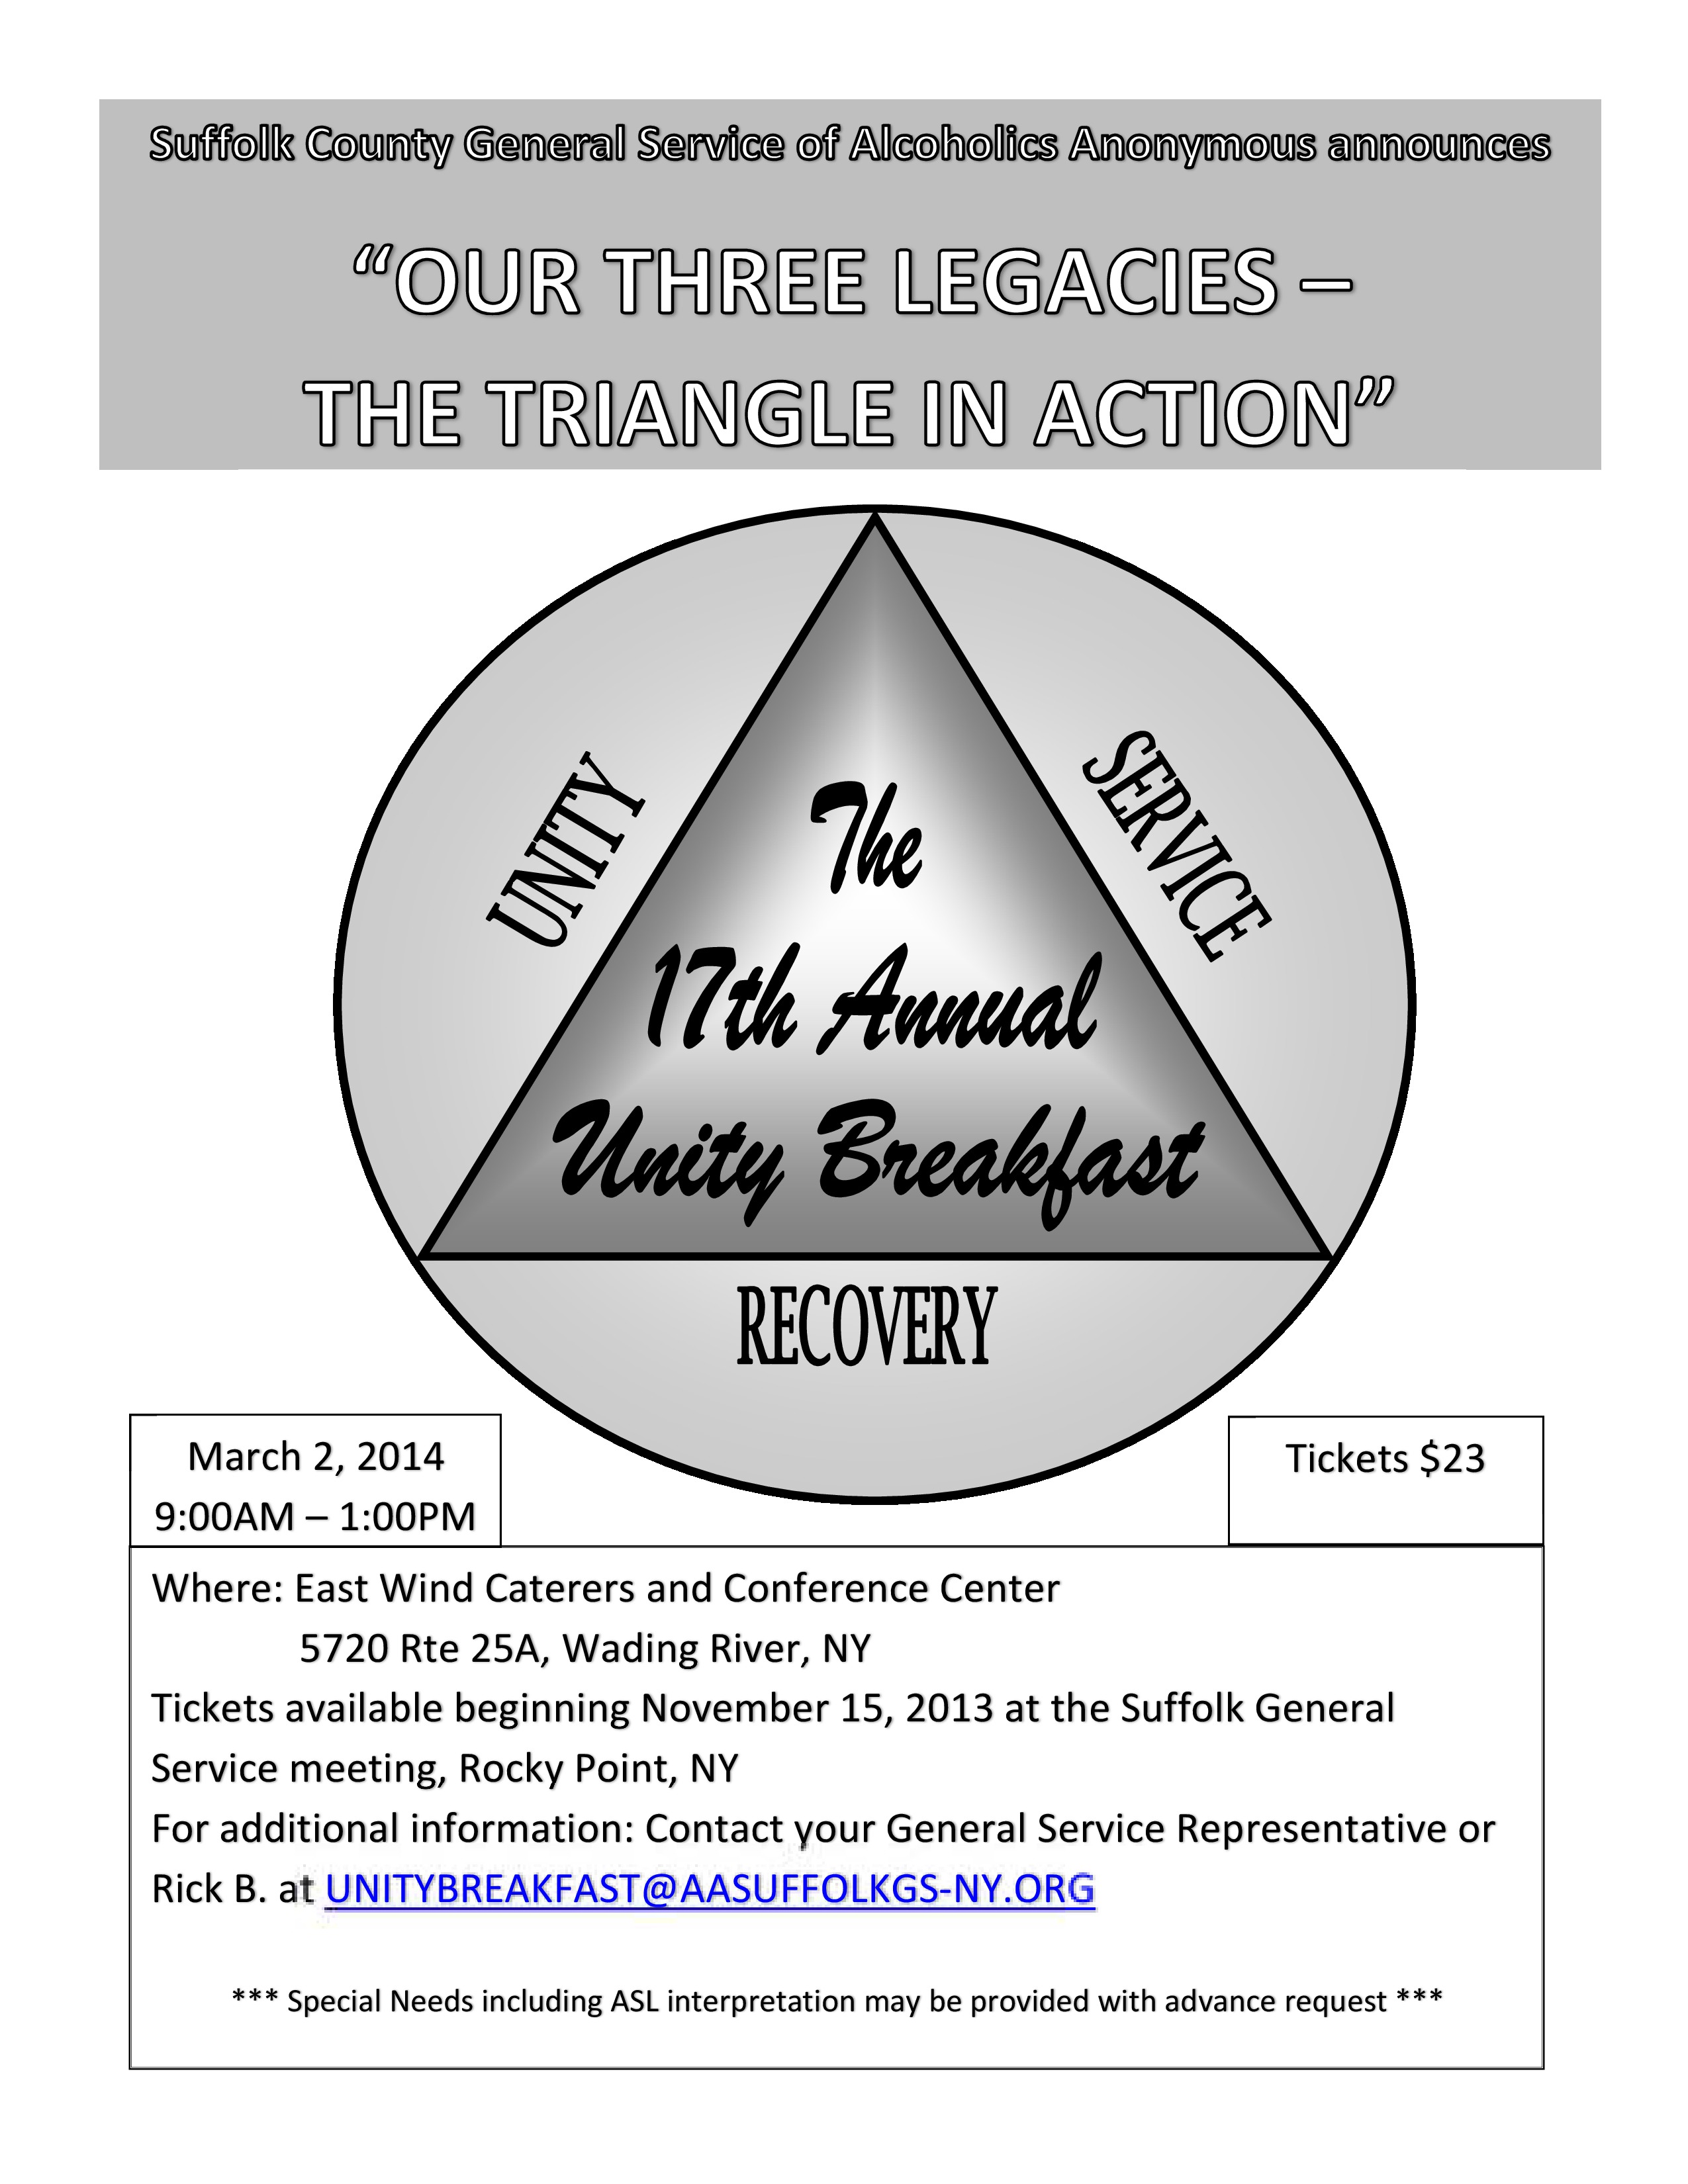 Suffolk County General Service of Alcoholics Anonymous announces
“OUR THREE LEGACIES –
THE TRIANGLE IN ACTION”
UNITY
SERVICE
The
17th Annual
Unity Breakfast
RECOVERY
March 2, 2014
9:00AM – 1:00PM
Tickets $23
Where: East Wind Caterers and Conference Center
5720 Rte 25A, Wading River, NY
Tickets available beginning November 15, 2013 at the Suffolk General
Service meeting, Rocky Point, NY
For additional information: Contact your General Service Representative or
Rick B. at UNITYBREAKFAST@AASUFFOLKGS-NY.ORG
*** Special Needs including ASL interpretation may be provided with advance request ***